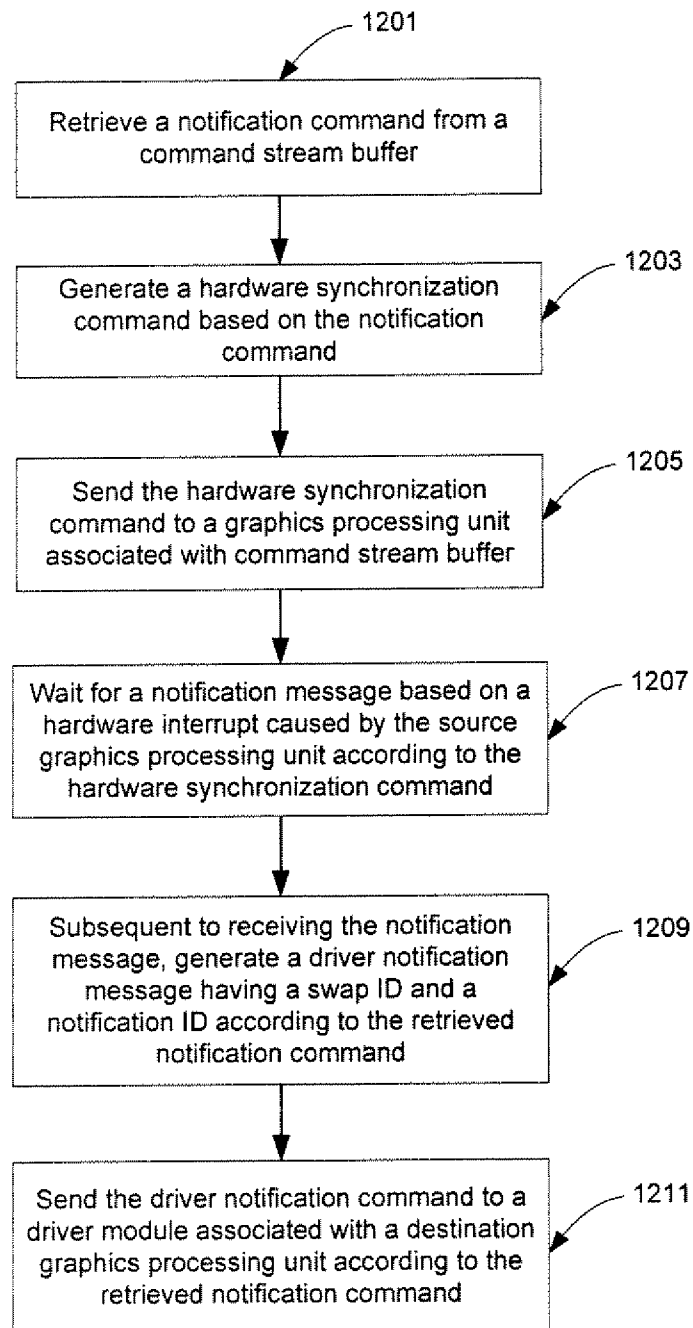 1201
Retrieve a notification command from a
command stream buffer
1203
Generate a hardware synchronization
command based on the notification
command
1205
Send the hardware synchronization
command to a graphics processing unit
associated with command stream buffer
1207
Wait for a notification message based on a
hardware interrupt caused by the source
graphics processing unit according to the
hardware synchronization command
1209
Subsequent to receiving the notification
message, generate a driver notification
message having a swap ID and a
notification ID according to the retrieved
notification command
1211
Send the driver notification command to a
driver module associated with a destination
graphics processing unit according to the
retrieved notification command